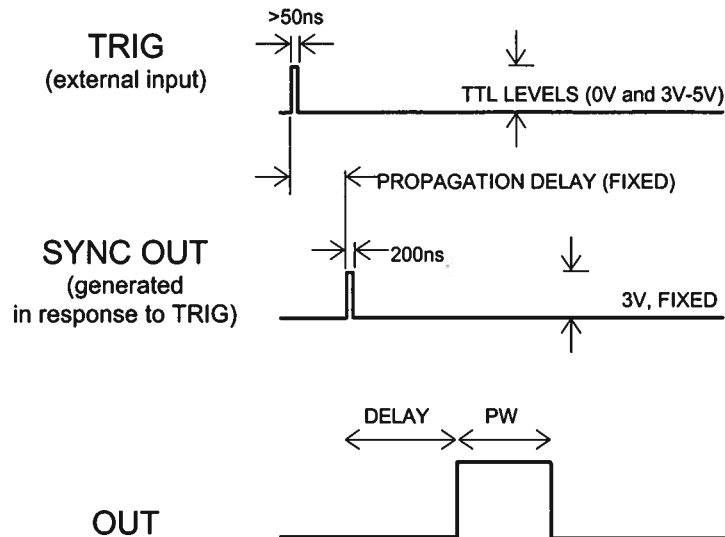 >50ns
TRIG
(external input)
TTL LEVELS (0V and 3V-5V)
PROPAGATION DELAY (FIXED)
SYNC OUT
(generated
in response to TRIG)
200ns
3V, FIXED
DELAY
PW
OUT